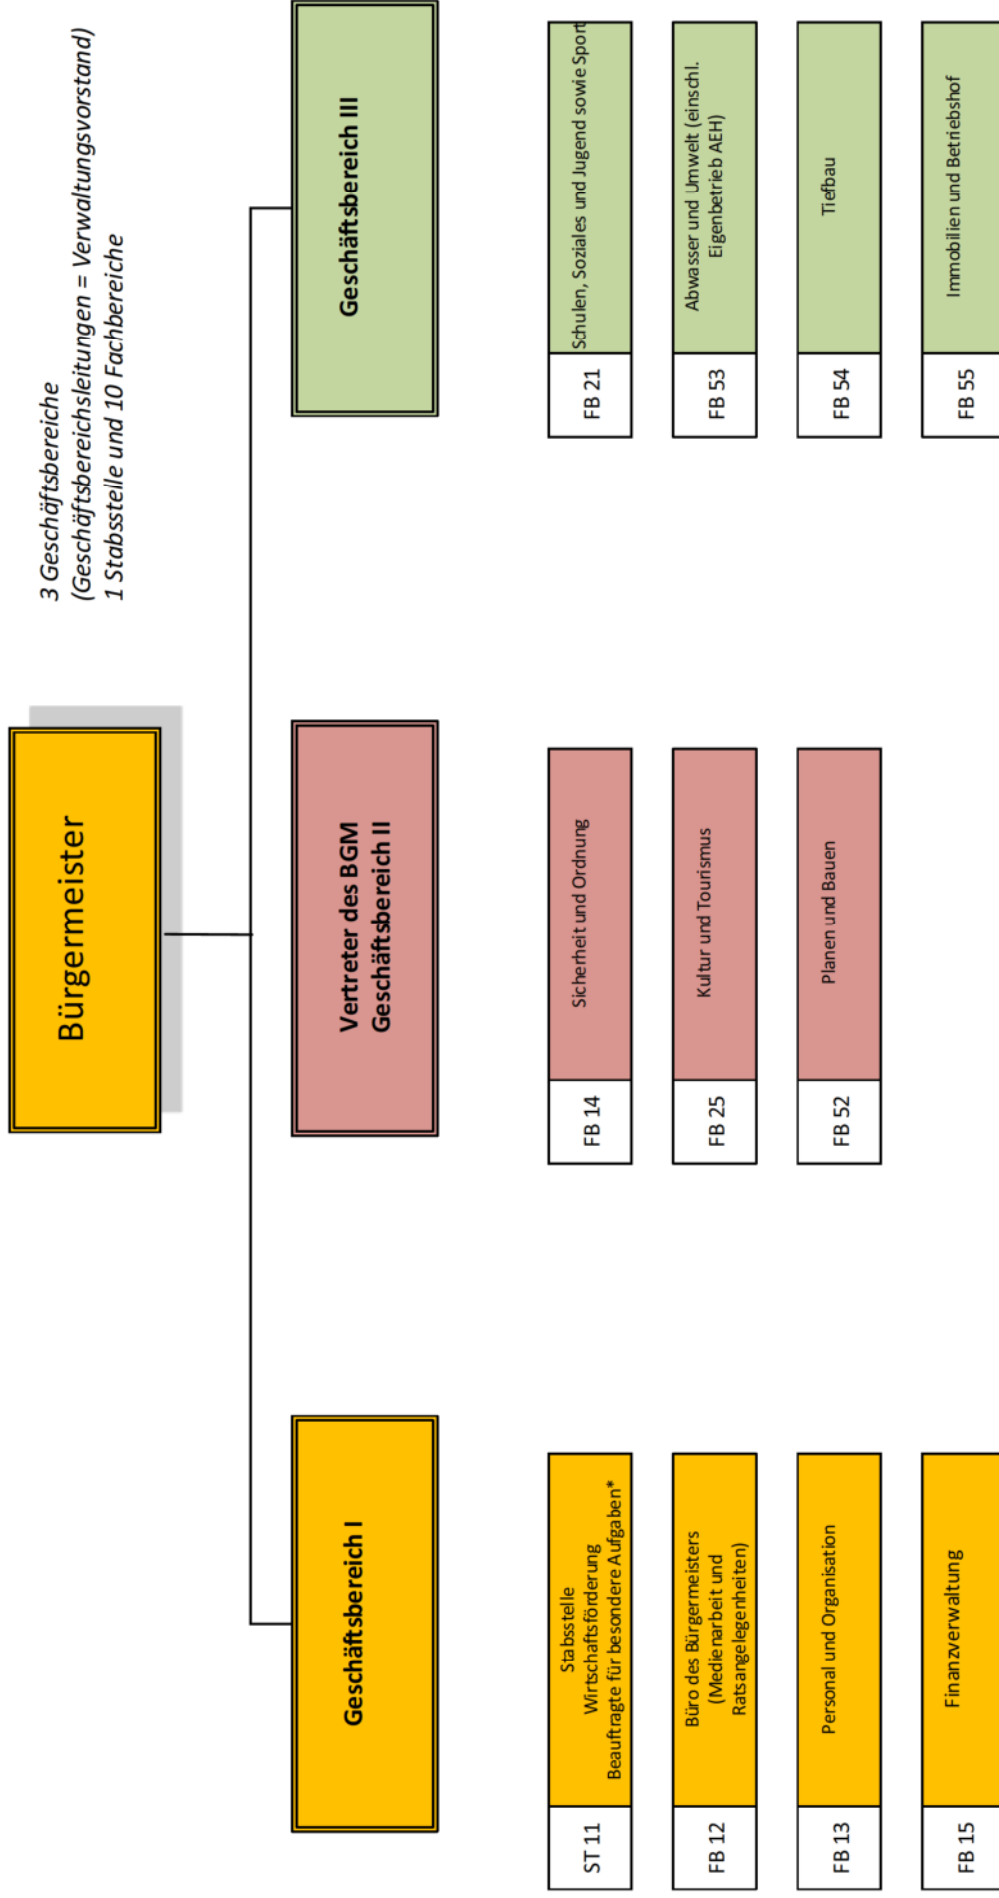 3 Geschäftsbereiche
(Geschäftsbereichsleitungen = Verwaltungsvorstand)
1 Stabsstelle und 10 Fachbereiche
Bürgermeister
Geschäftsbereich I
Vertreter des BGM
Geschäftsbereich II
Geschäftsbereich III
ST 11
Stabsstelle
Wirtschaftsförderung
Beauftragte für besondere Aufgaben*
FB 12
Büro des Bürgermeisters
(Medienarbeit und
Ratsangelegenheiten)
FB 13
Personal und Organisation
FB 15
Finanzverwaltung
FB 14
Sicherheit und Ordnung
FB 25
Kultur und Tourismus
FB 52
Planen und Bauen
FB 21
Schulen, Soziales und Jugend sowie Sport
FB 53
Abwasser und Umwelt (einschl.
Eigenbetrieb AEH)
FB 54
Tiefbau
FB 55
Immobilien und Betriebshof